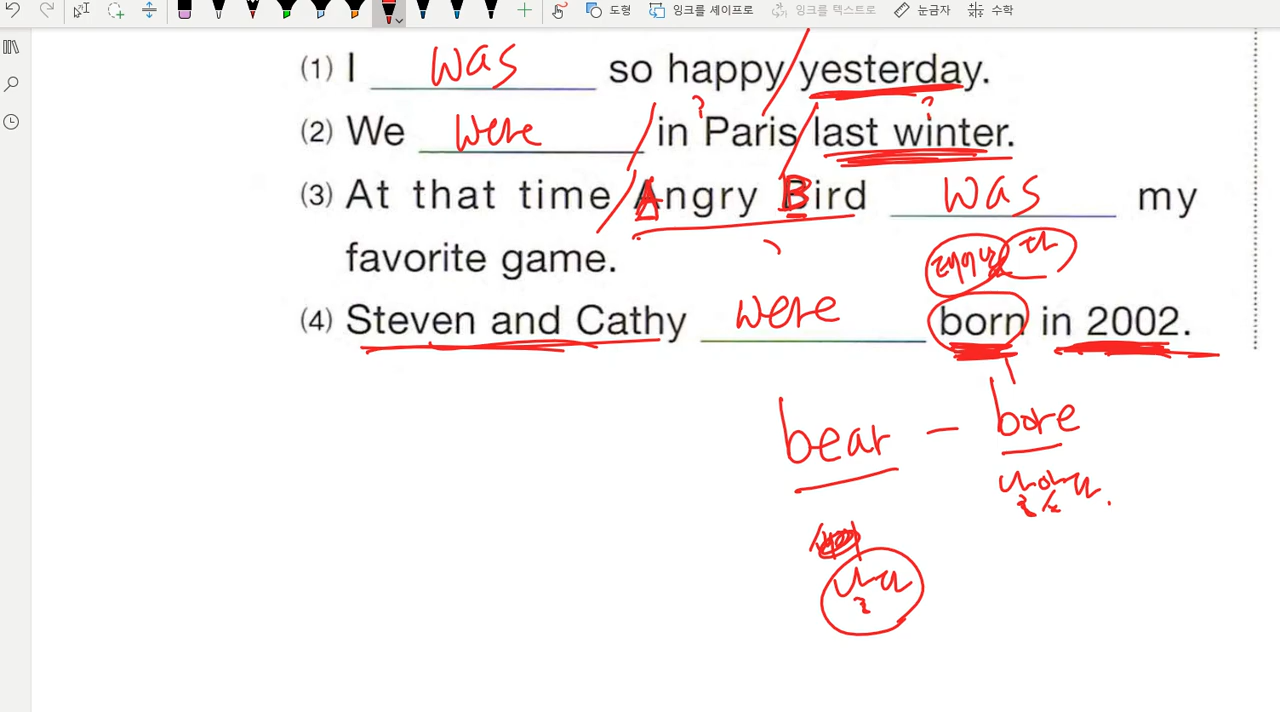 도형 잉크를 셰이프로 잉크를 텍스트로 눈금자 수학
(1) I was so happy yesterday.
? ?
(2) We were in Paris last winter.
(3) At that time Angry Bird was my
favorite game.
태어난 다
(4) Steven and Cathy were born in 2002.
bear - bore
낳았다.
낳다